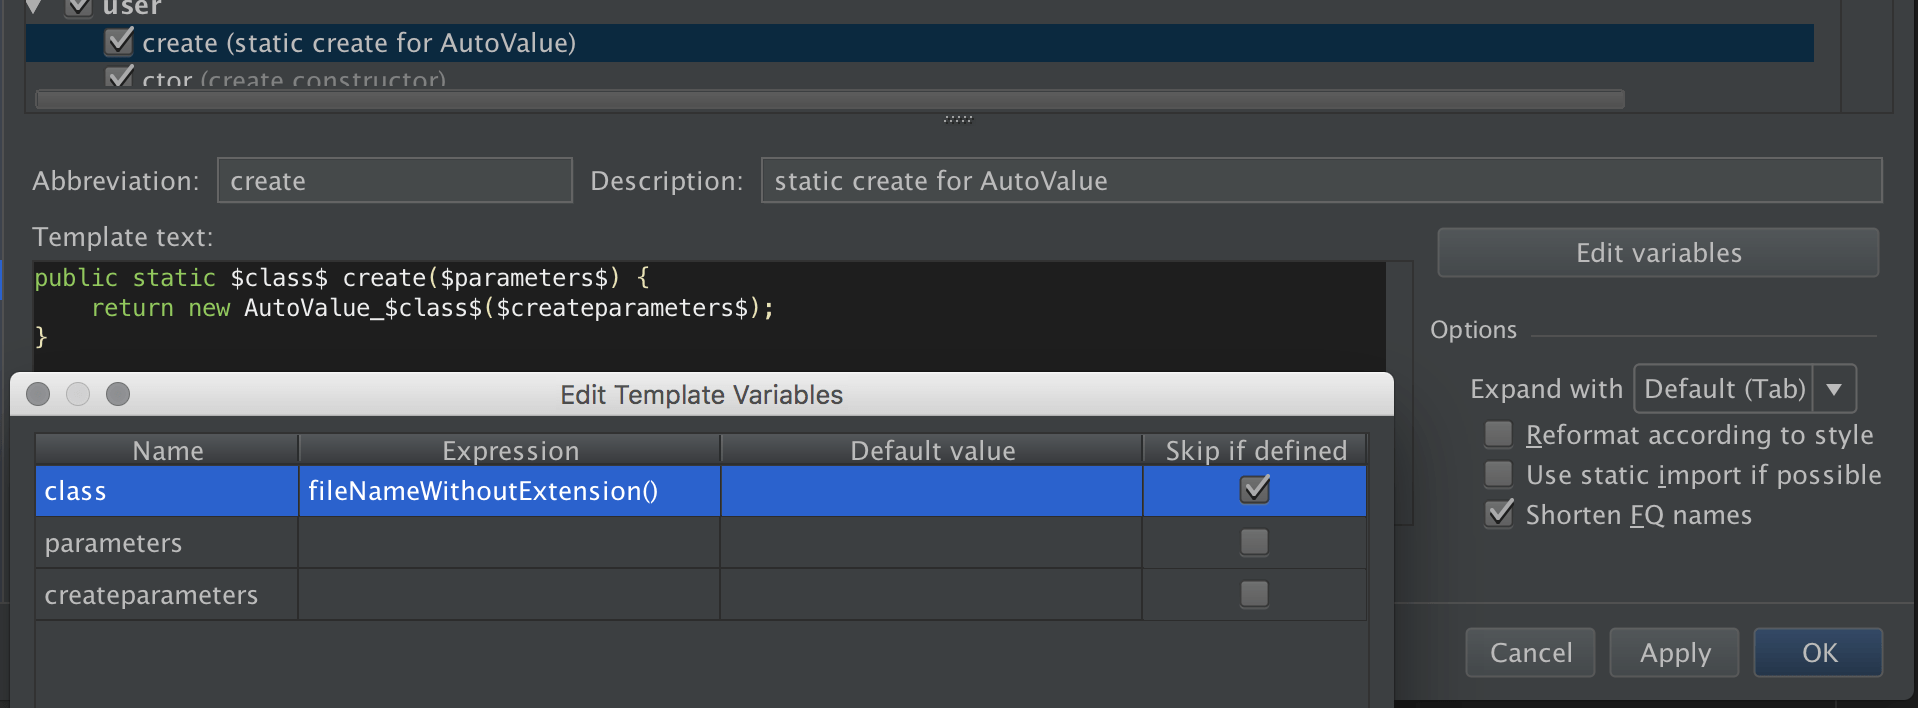 user
create (static create for AutoValue)
ctor (create constructor)
Abbreviation: create Description: static create for AutoValue
Template text:
Edit variables
public static $class$ create($parameters$) {
return new AutoValue_$class$($createparameters$);
}
Options
Expand with Default (Tab)
Reformat according to style
Use static import if possible
Shorten FQ names
Edit Template Variables
Name Expression Default value Skip if defined
class fileNameWithoutExtension()
parameters
createparameters
Cancel Apply OK